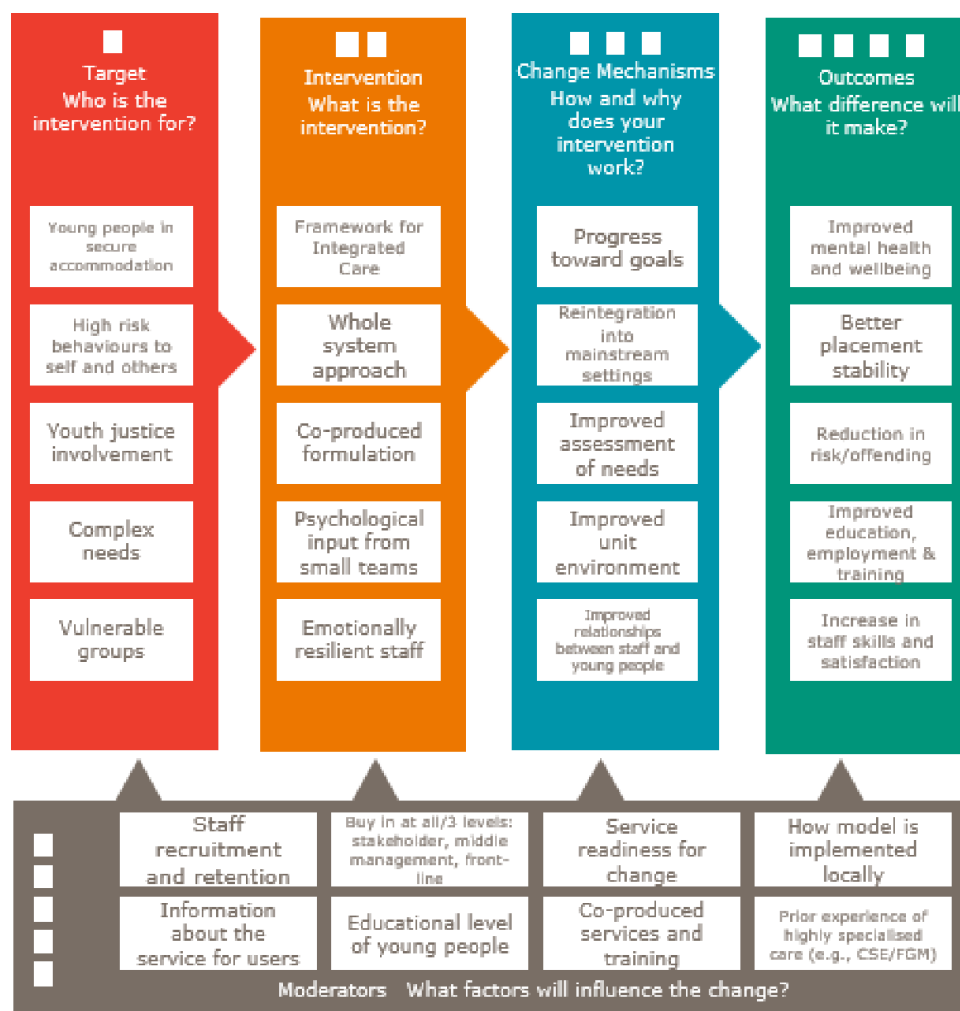 Target
Who is the
intervention for?
Young people in
secure
accommodation
High risk
behaviours to
self and others
Youth justice
involvement
Complex
needs
Vulnerable
groups
Intervention
What is the
intervention?
Framework for
Integrated
Care
Whole
system
approach
Co-produced
formulation
Psychological
input from
small teams
Emotionally
resilient staff
Change Mechanisms
How and why
does your
intervention
work?
Progress
toward goals
Reintegration
into
mainstream
settings
Improved
assessment
of needs
Improved
unit
environment
Improved
relationships
between staff and
young people
Outcomes
What difference will
it make?
Improved
mental health
and wellbeing
Better
placement
stability
Reduction in
risk/offending
Improved
education,
employment &
training
Increase in
staff skills and
satisfaction
Staff
recruitment
and retention
Buy in at all/3 levels:
stakeholder, middle
management, front-
line
Service
readiness for
change
How model is
implemented
locally
Information
about the
service for users
Educational level
of young people
Co-produced
services and
training
Prior experience of
highly specialised
care (e.g., CSE/FGM)
Moderators What factors will influence the change?